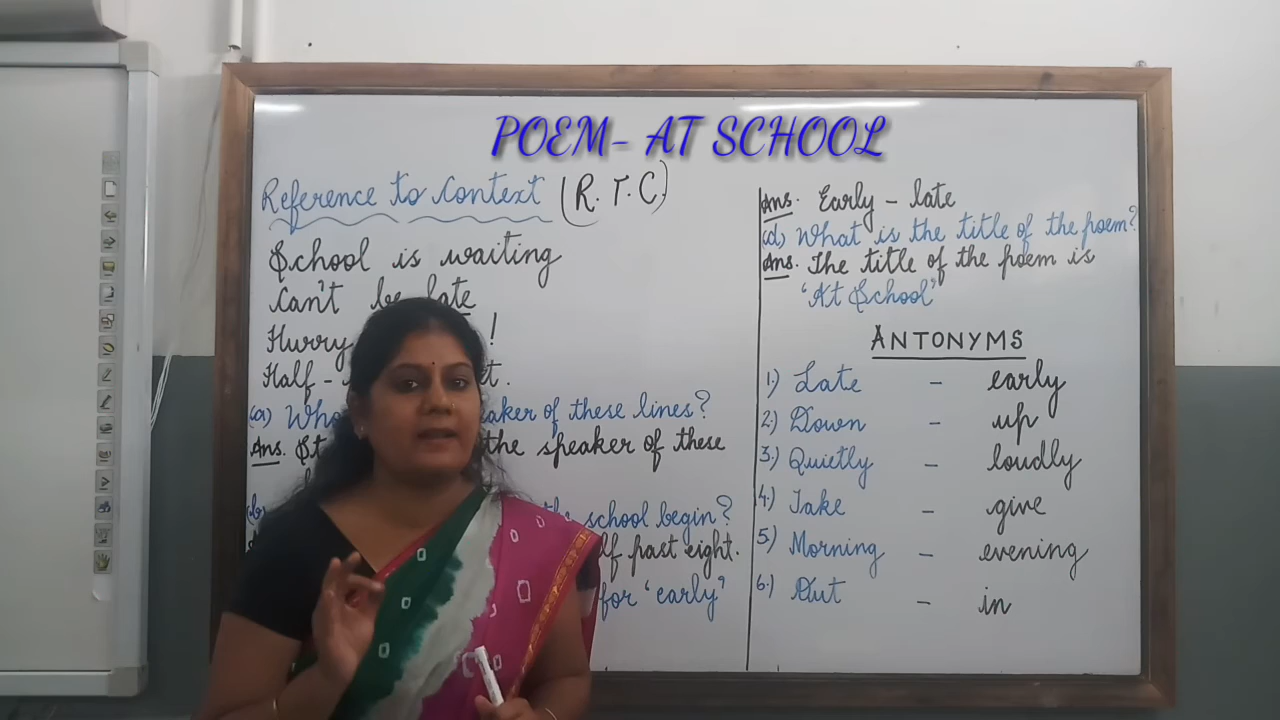 POEM- AT SCHOOL
Reference to Context (R.T.C)
School is waiting
Can't be late
Hurry !
Half -
(a) of these lines?
Ans. the speaker of these
(b) the school begin?
past eight.
for 'early'
Ans. Early - late
(d) What is the title of the poem?
Ans. The title of the poem is
'At School'
ANTONYMS
1.) Late - early
2.) Down - up
3.) Quietly - loudly
4.) Take - give
5.) Morning - evening
6.) Out - in